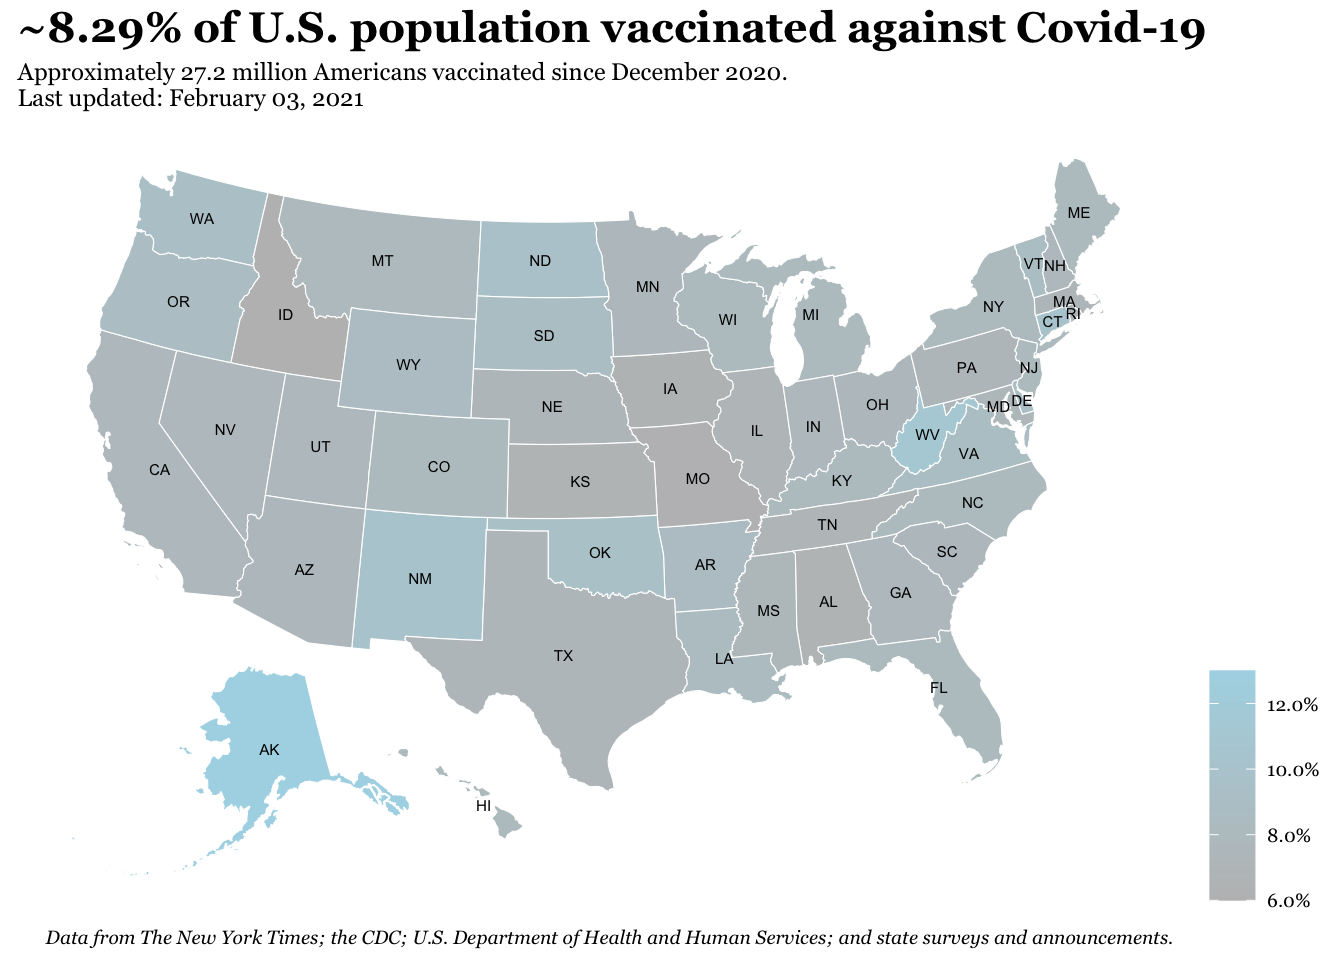 ~8.29% of U.S. population vaccinated against Covid-19
Approximately 27.2 million Americans vaccinated since December 2020.
Last updated: February 03, 2021
ME
WA
VT
NH
MT
ND
MN
MA
OR
NY
ID
WI
MI
CT
RI
SD
WY
PA
NJ
IA
NE
OH
MD
DE
NV
IN
IL
WV
UT
VA
CO
CA
KS
MO
KY
NC
TN
OK
SC
AZ
NM
AR
GA
AL
MS
TX
LA
FL
AK
HI
12.0%
10.0%
8.0%
6.0%
Data from The New York Times; the CDC; U.S. Department of Health and Human Services; and state surveys and announcements.